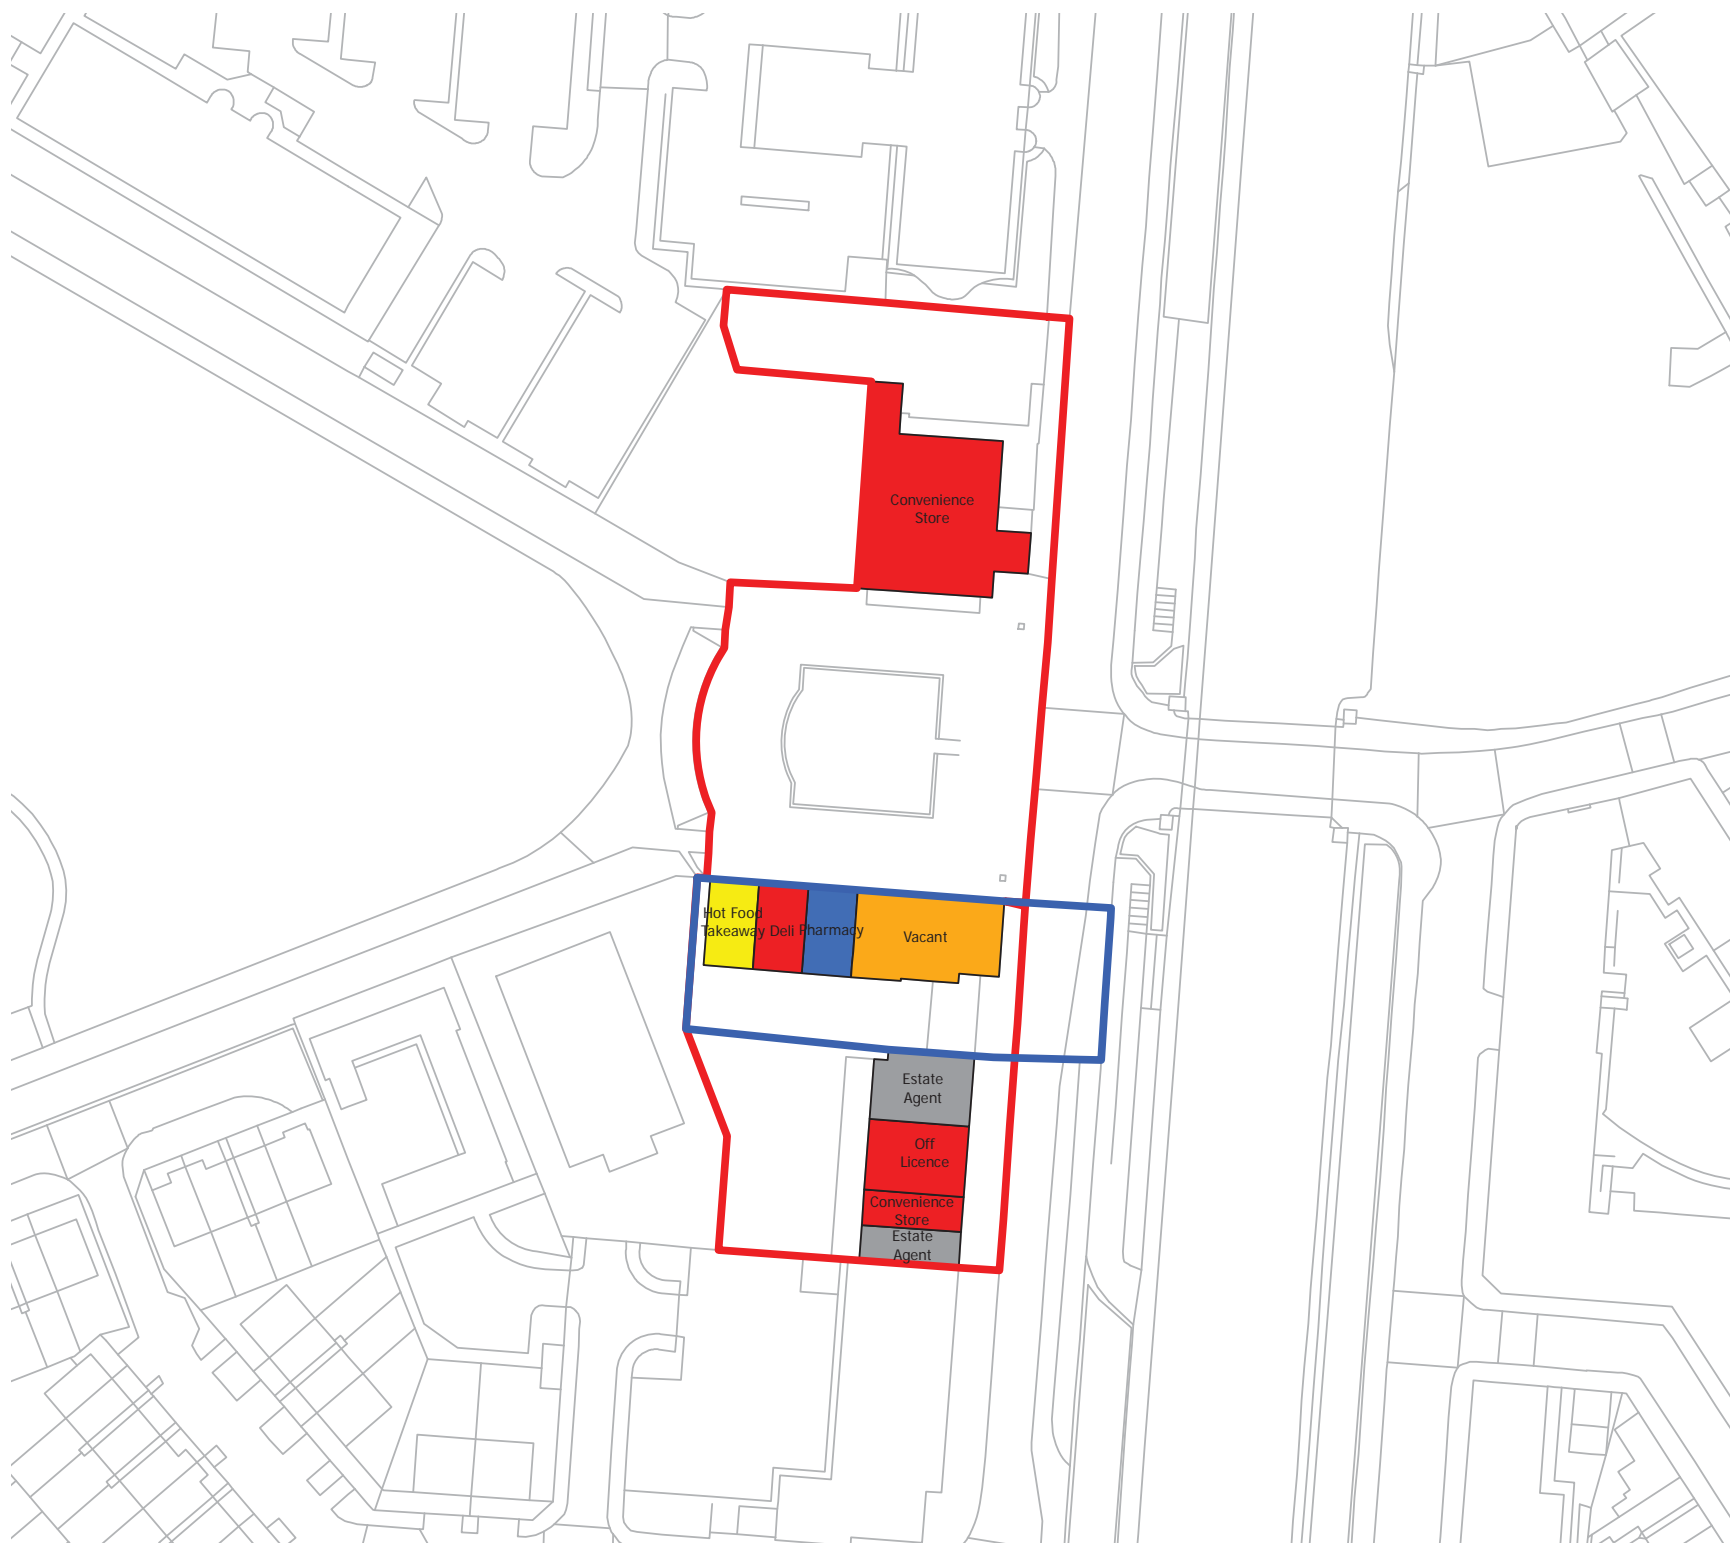 Convenience
Store
Hot Food
Takeaway
Deli
Pharmacy
Vacant
Estate
Agent
Off
Licence
Convenience
Store
Estate
Agent